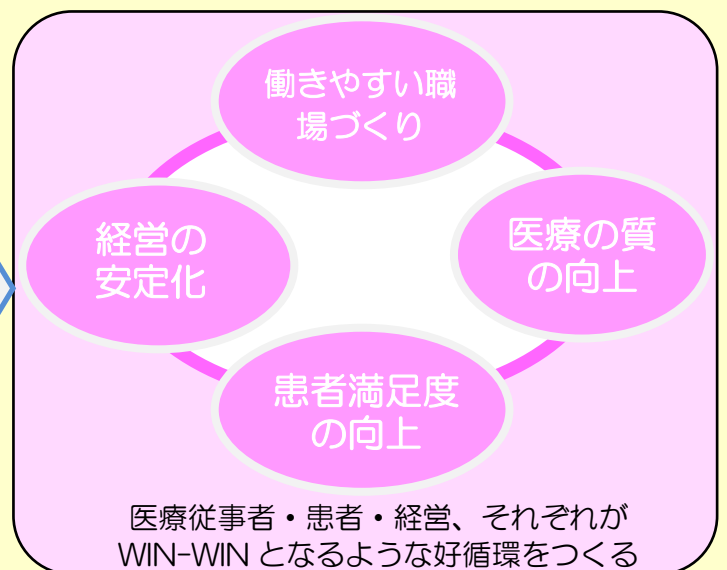 働きやすい職
場づくり
経営の
安定化
医療の質
の向上
患者満足度
の向上
医療従事者・患者・経営、それぞれが
WIN-WIN となるような好循環をつくる